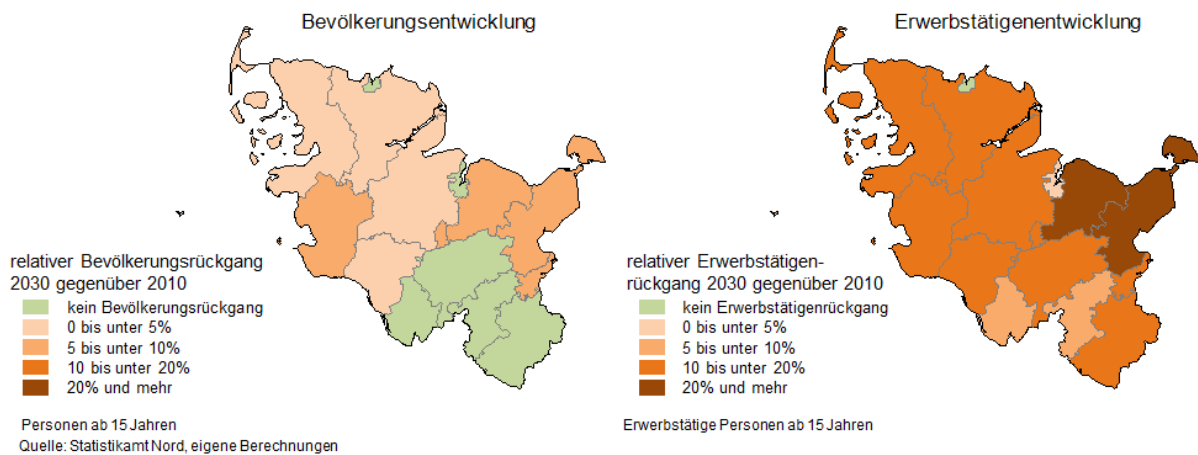 Bevölkerungsentwicklung
relativer Bevölkerungsrückgang
2030 gegenüber 2010
kein Bevölkerungsrückgang
0 bis unter 5%
5 bis unter 10%
10 bis unter 20%
20% und mehr
Personen ab 15 Jahren
Quelle: Statistikamt Nord, eigene Berechnungen
Erwerbstätigenentwicklung
relativer Erwerbstätigen-
rückgang 2030 gegenüber 2010
kein Erwerbstätigenrückgang
0 bis unter 5%
5 bis unter 10%
10 bis unter 20%
20% und mehr
Erwerbstätige Personen ab 15 Jahren